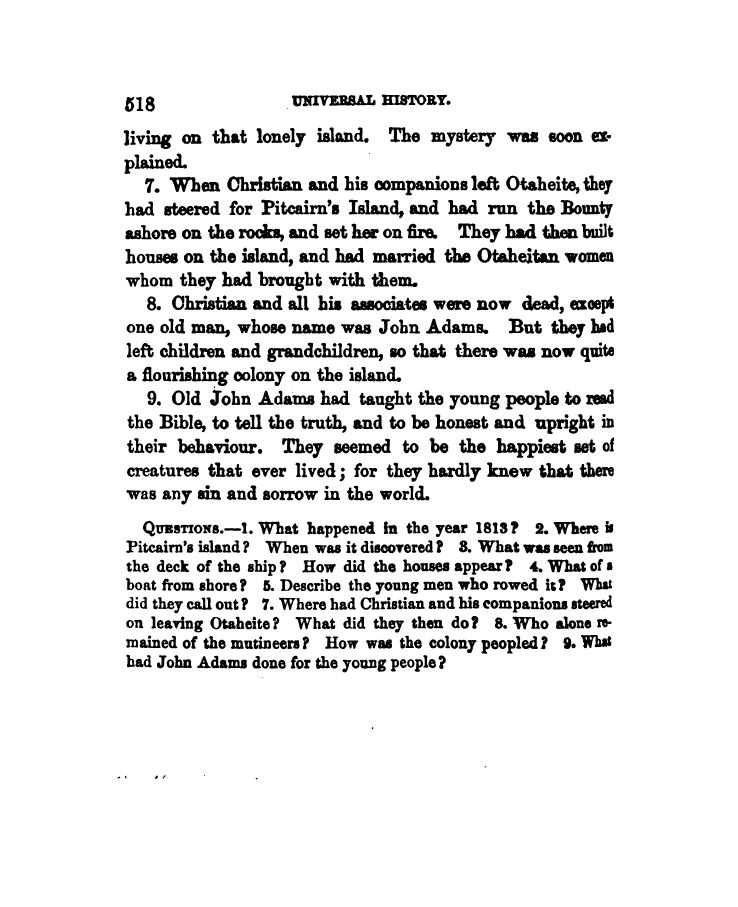 518 UNIVERSAL HISTORY.
living on that lonely island. The mystery was soon ex-
plained.
7. When Christian and his companions left Otaheite, they
had steered for Pitcairn's Island, and had run the Bounty
ashore on the rocks, and set her on fire. They had then built
houses on the island, and had married the Otaheitan women
whom they had brought with them.
8. Christian and all his associates were now dead, except
one old man, whose name was John Adams. But they had
left children and grandchildren, so that there was now quite
a flourishing colony on the island.
9. Old John Adams had taught the young people to read
the Bible, to tell the truth, and to be honest and upright in
their behaviour. They seemed to be the happiest set of
creatures that ever lived; for they hardly knew that there
was any sin and sorrow in the world.
QUESTIONS.—1. What happened in the year 1813? 2. Where is
Pitcairn's island? When was it discovered? 3. What was seen from
the deck of the ship? How did the houses appear? 4. What of a
boat from shore? 5. Describe the young men who rowed it? What
did they call out? 7. Where had Christian and his companions steered
on leaving Otaheite? What did they then do? 8. Who alone re-
mained of the mutineers? How was the colony peopled? 9. What
had John Adams done for the young people?